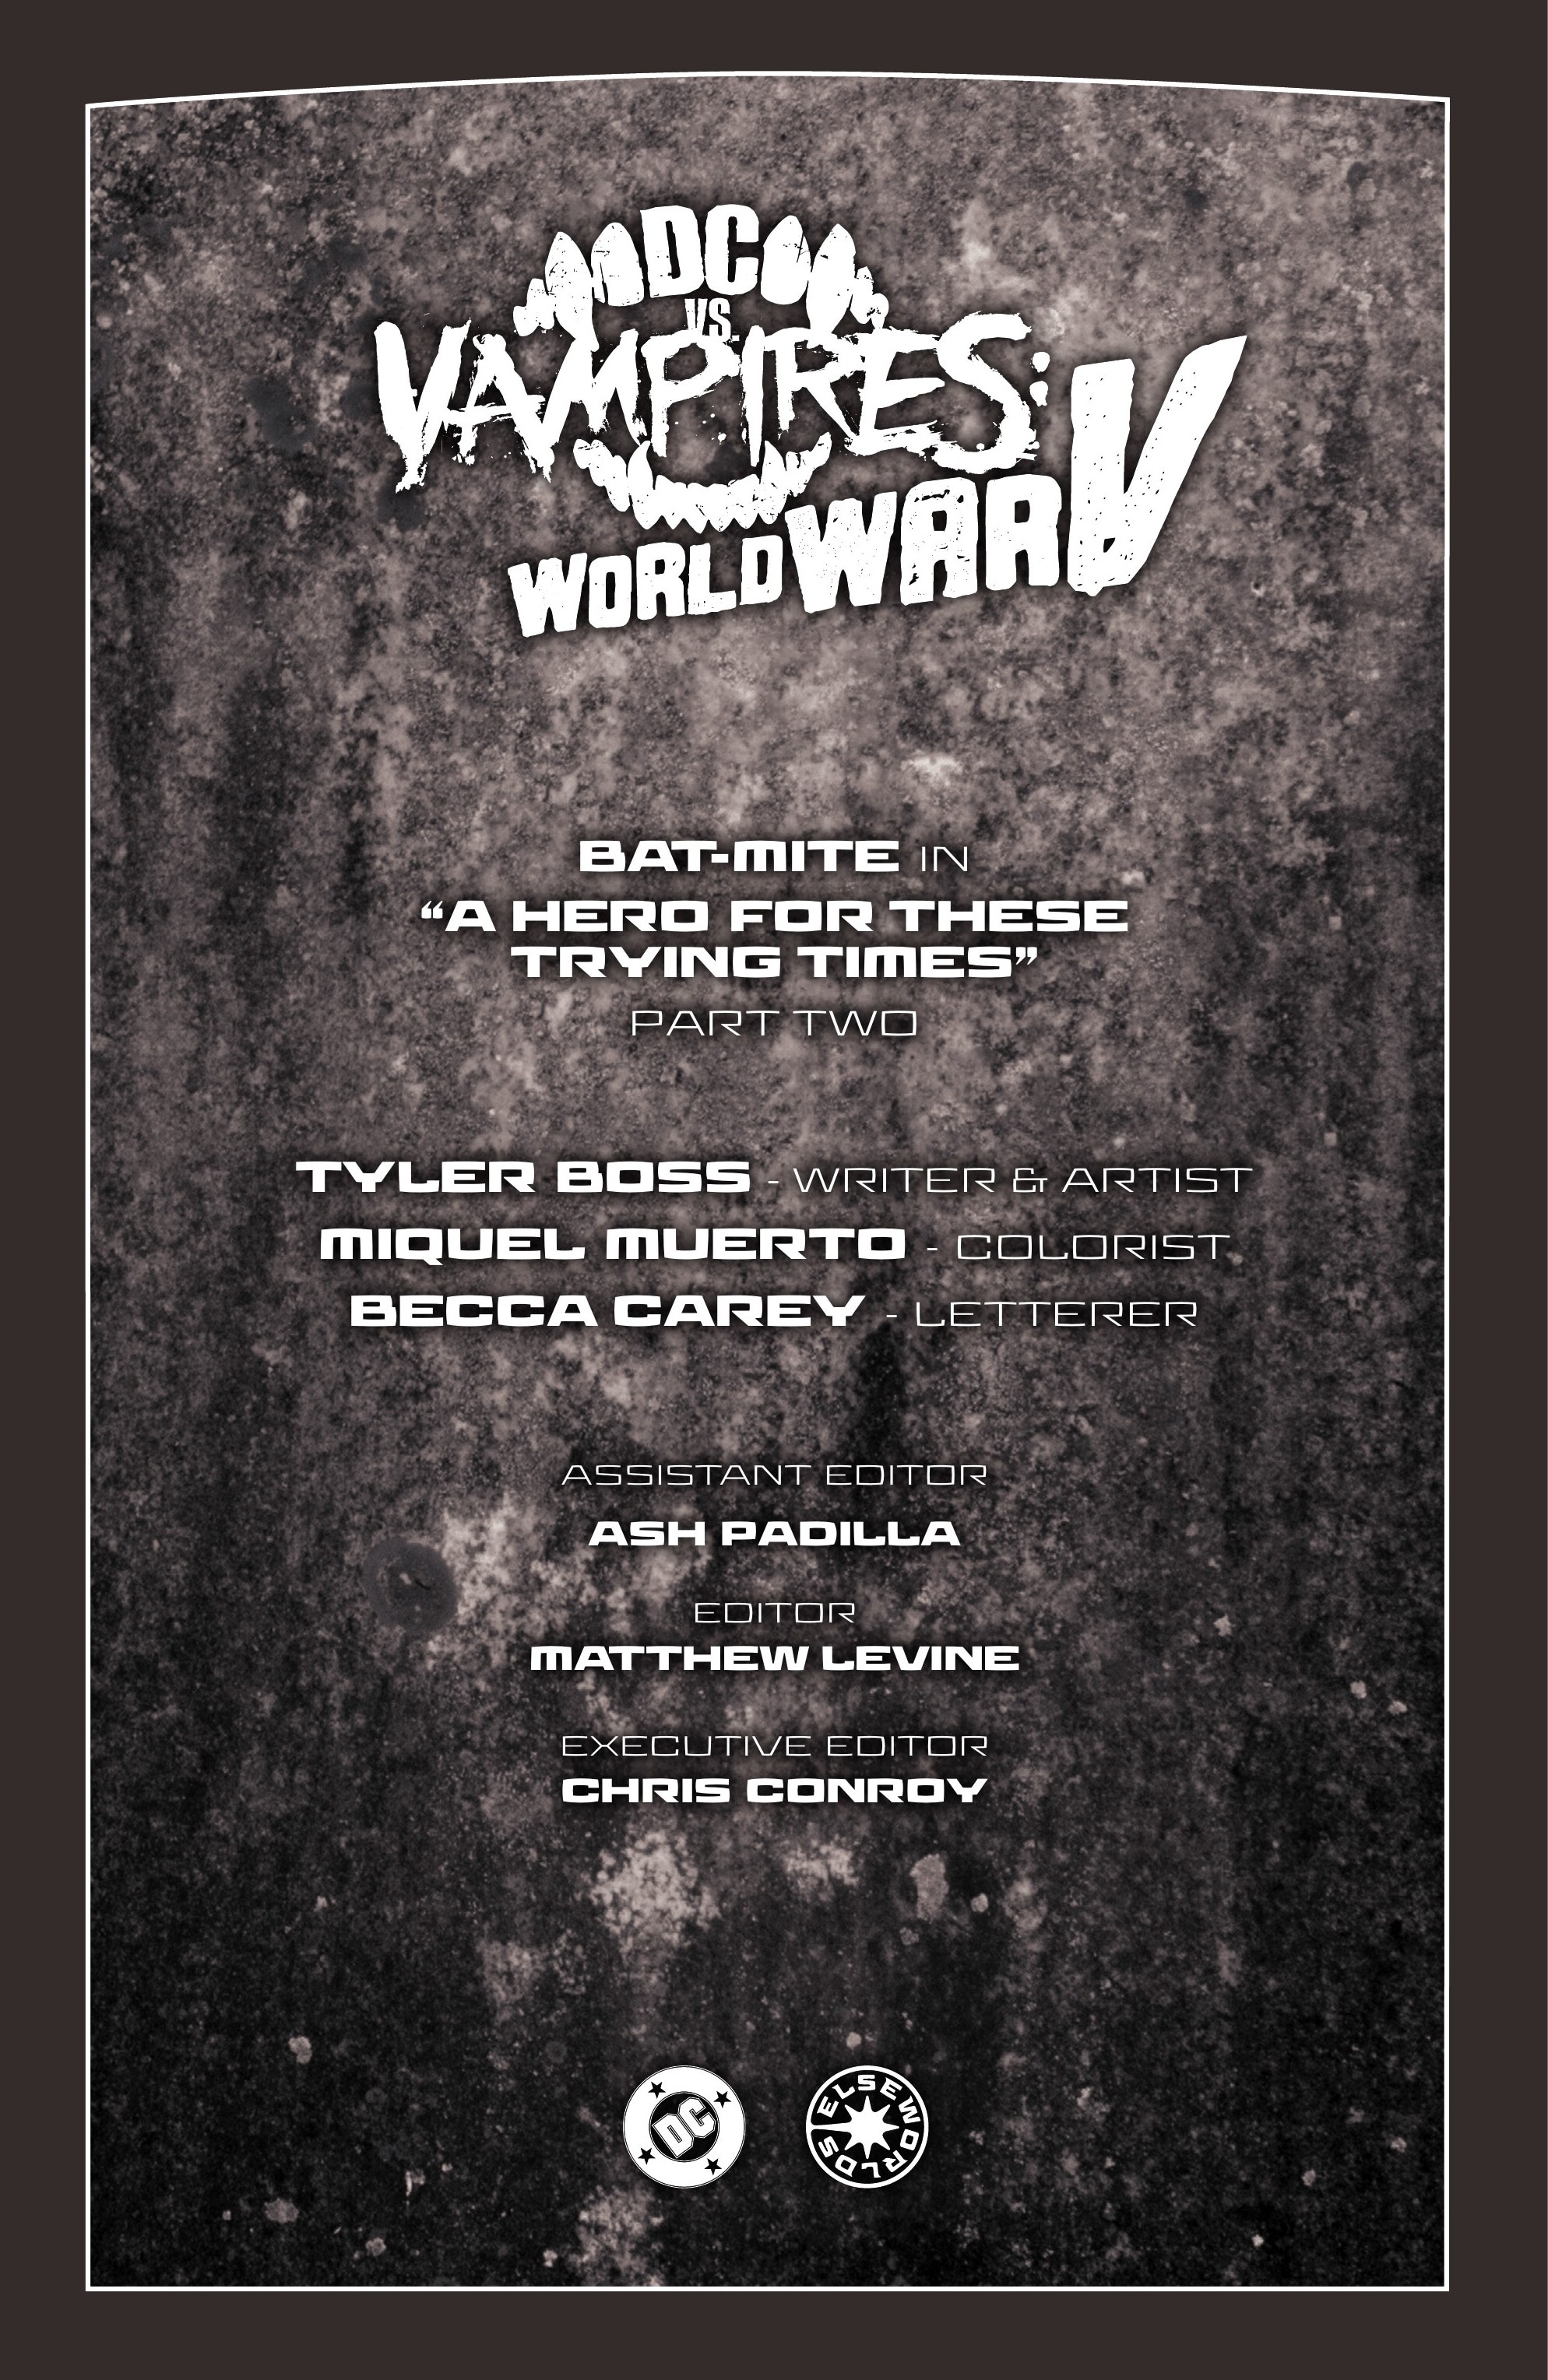 DC
VS.
VAMPIRES:
WORLD WAR V
BAT-MITE IN
“A HERO FOR THESE
TRYING TIMES”
PART TWO
TYLER BOSS - WRITER & ARTIST
MIQUEL MUERTO - COLORIST
BECCA CAREY - LETTERER
ASSISTANT EDITOR
ASH PADILLA
EDITOR
MATTHEW LEVINE
EXECUTIVE EDITOR
CHRIS CONROY
DC
ELSEWORLDS